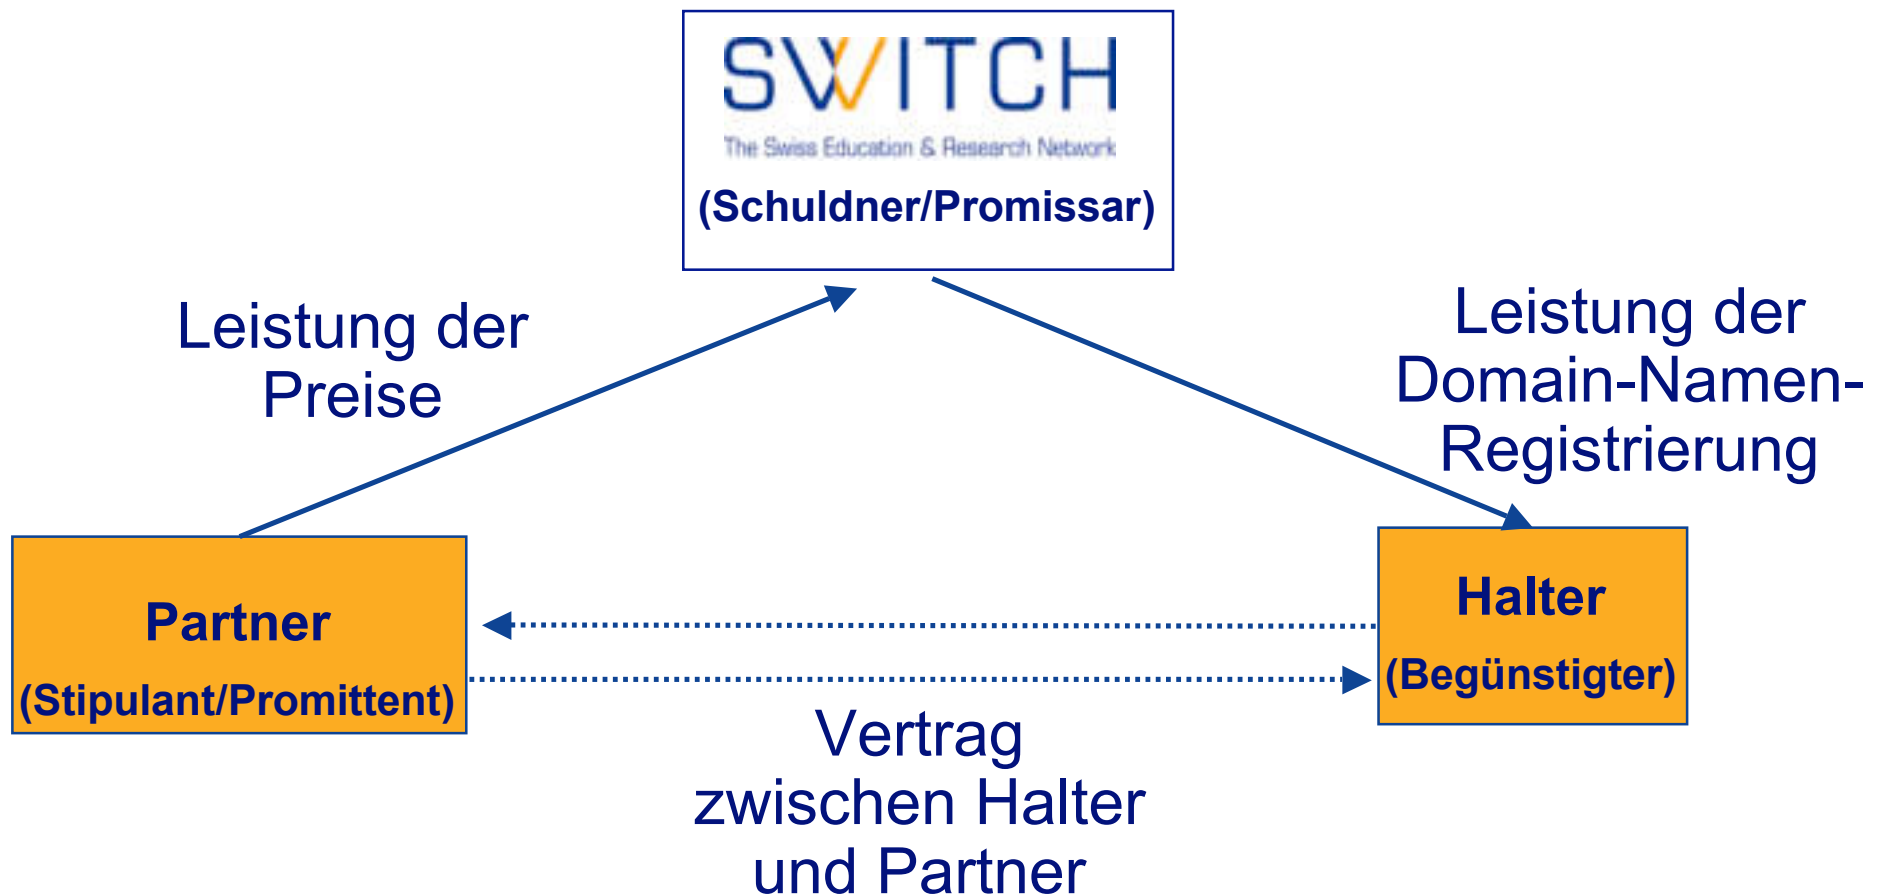 SWITCH
The Swiss Education & Research Network
(Schuldner/Promissar)
Leistung der
Preise
Leistung der
Domain-Namen-
Registrierung
Partner
(Stipulant/Promittent)
Halter
(Begünstigter)
Vertrag
zwischen Halter
und Partner